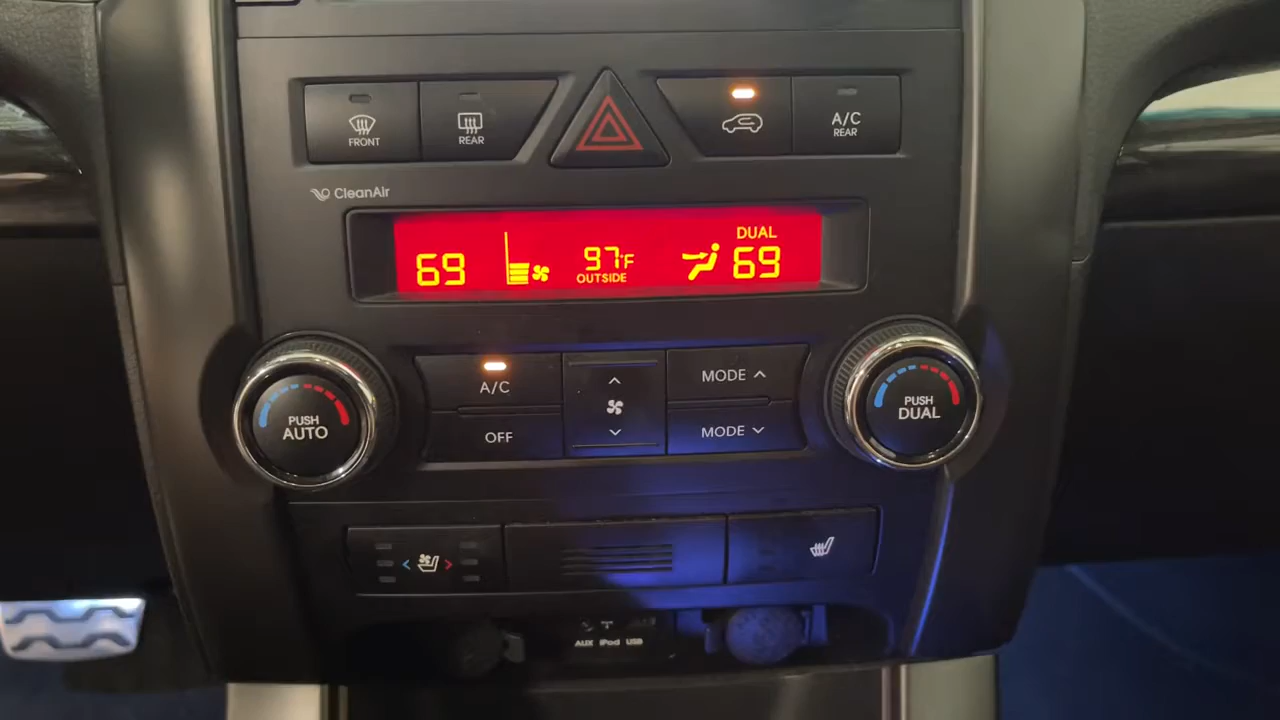 FRONT
REAR
A/C
REAR
CleanAir
69
97°F
OUTSIDE
DUAL
69
PUSH
AUTO
A/C
OFF
MODE
MODE
PUSH
DUAL
AUX iPod USB